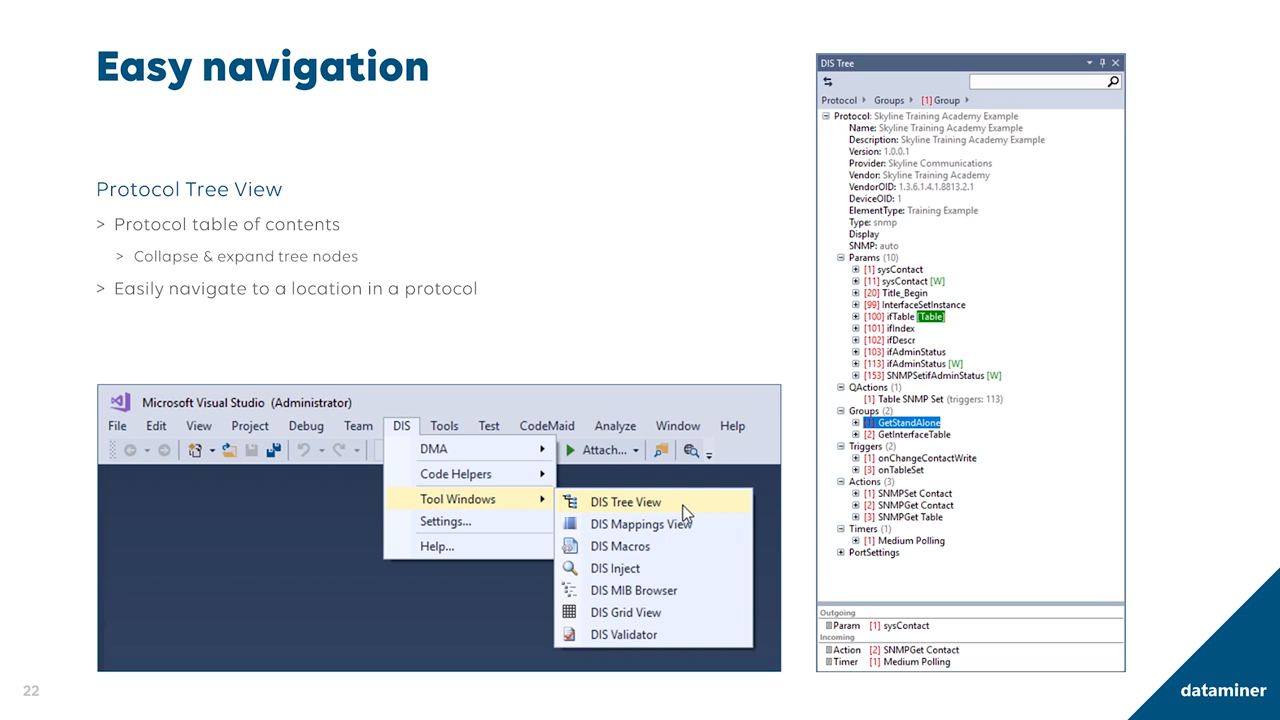 Easy navigation
Protocol Tree View
> Protocol table of contents
> Collapse & expand tree nodes
> Easily navigate to a location in a protocol
Microsoft Visual Studio (Administrator)
File Edit View Project Debug Team DIS Tools Test CodeMaid Analyze Window Help
Attach...
DMA
Code Helpers
Tool Windows
Settings...
Help...
DIS Tree View
DIS Mappings View
DIS Macros
DIS Inject
DIS MIB Browser
DIS Grid View
DIS Validator
DIS Tree
Protocol Groups [1] Group
Protocol: Skyline Training Academy Example
Name: Skyline Training Academy Example
Description: Skyline Training Academy Example
Version: 1.0.0.1
Provider: Skyline Communications
Vendor: Skyline Training Academy
VendorOID: 1.3.6.1.4.1.8813.2.1
DeviceOID: 1
ElementType: Training Example
Type: snmp
Display
SNMP: auto
Params (10)
[1] sysContact
[11] sysContact [W]
[20] Title_Begin
[99] InterfaceSetInstance
[100] ifTable [Table]
[101] ifIndex
[102] ifDescr
[103] ifAdminStatus
[113] ifAdminStatus [W]
[153] SNMPSetifAdminStatus [W]
QActions (1)
[1] Table SNMP Set (triggers: 113)
Groups (2)
[1] GetStandAlone
[2] GetInterfaceTable
Triggers (2)
[1] onChangeContactWrite
[3] onTableSet
Actions (3)
[1] SNMPSet Contact
[2] SNMPGet Contact
[3] SNMPGet Table
Timers (1)
[1] Medium Polling
PortSettings
Outgoing
Param [1] sysContact
Incoming
Action [2] SNMPGet Contact
Timer [1] Medium Polling
22
dataminer